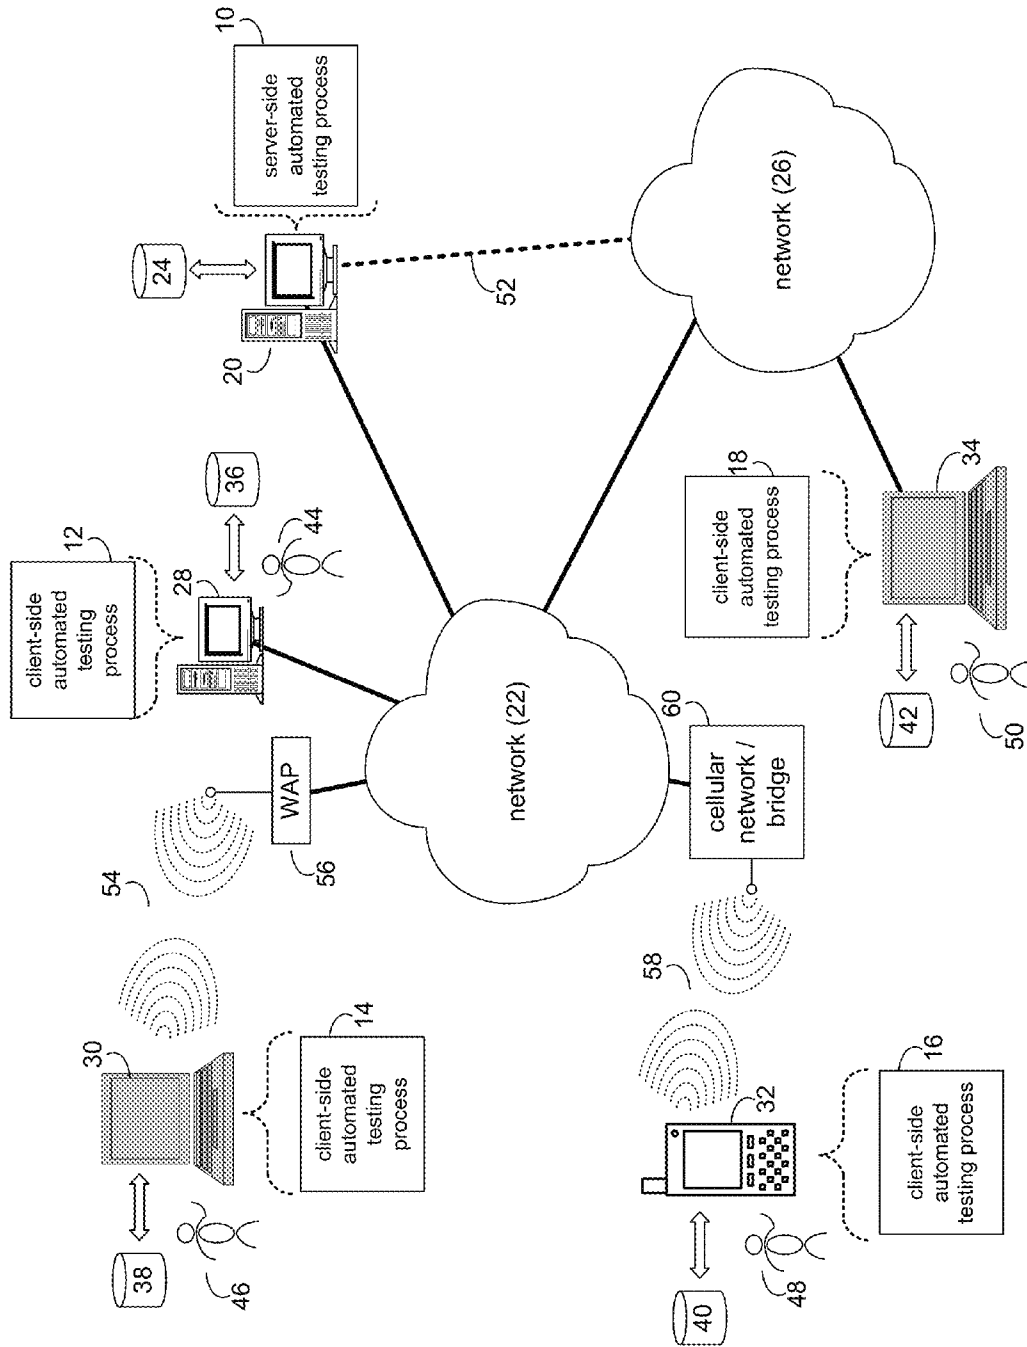 12
client-side
automated
testing
process
36
28
44
24
10
server-side
automated
testing process
20
52
30
38
46
14
client-side
automated
testing
process
54
WAP
56
network (22)
network (26)
58
60
cellular
network /
bridge
32
40
48
16
client-side
automated
testing process
18
client-side
automated
testing process
34
42
50